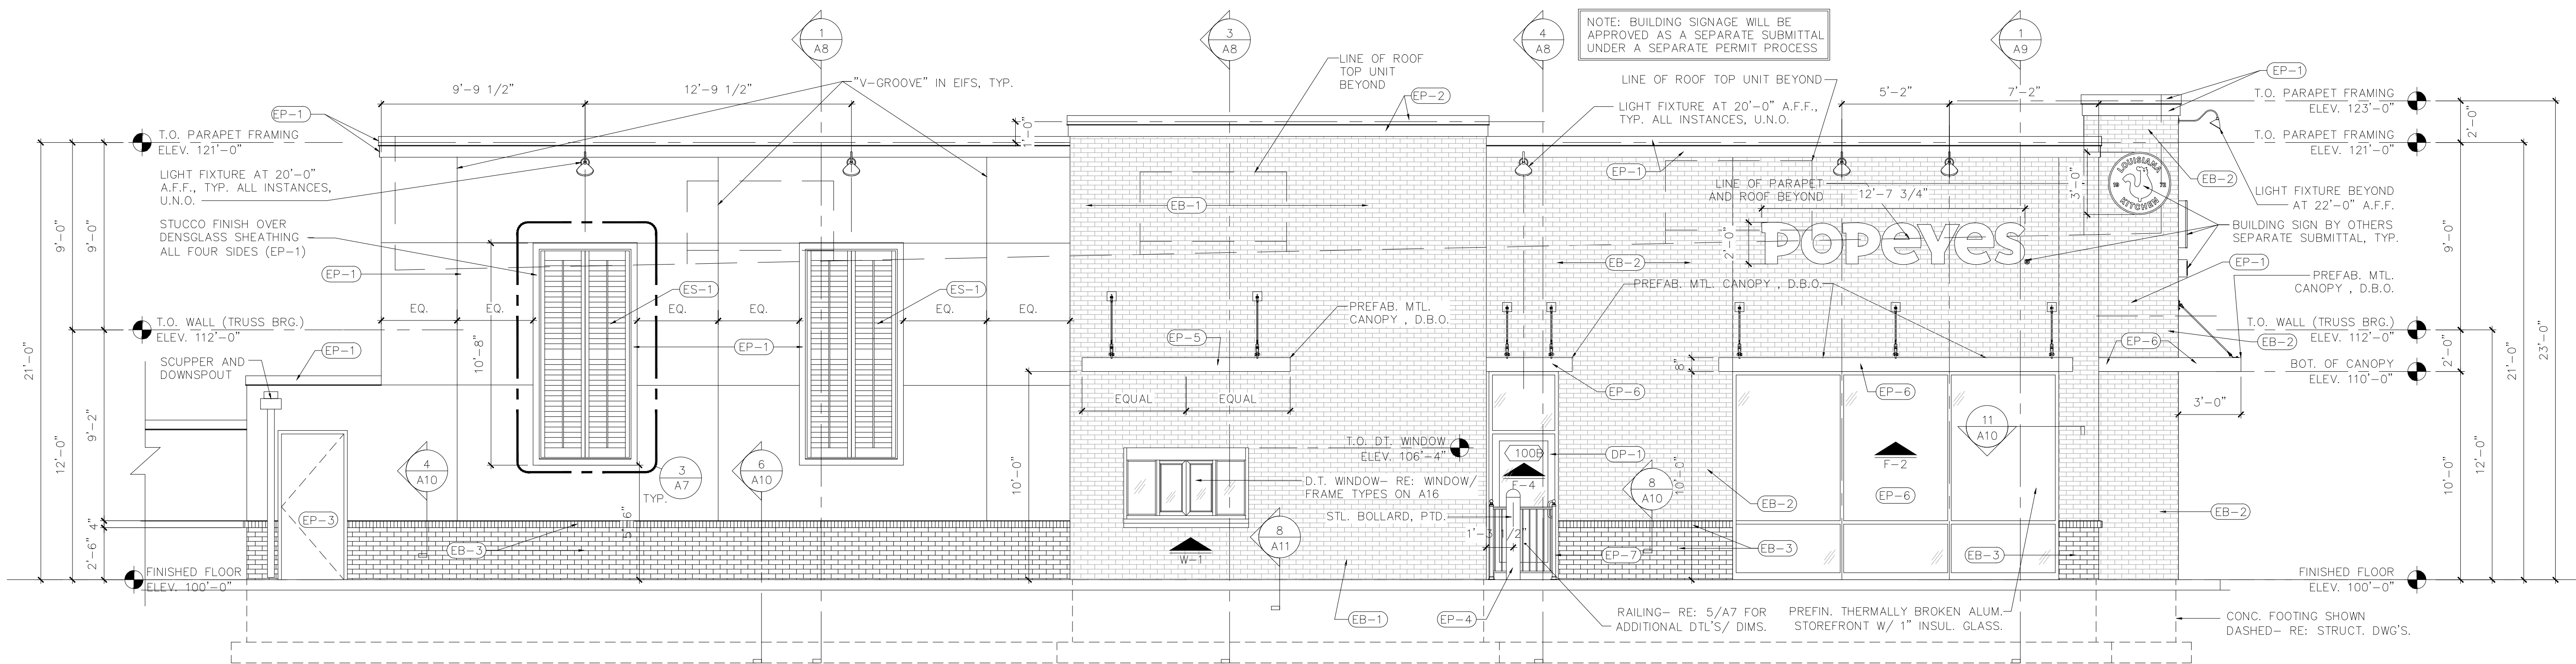 1
A8
3
A8
4
A8
NOTE: BUILDING SIGNAGE WILL BE
APPROVED AS A SEPARATE SUBMITTAL
UNDER A SEPARATE PERMIT PROCESS
1
A9
9'-9 1/2"
12'-9 1/2"
"V-GROOVE" IN EIFS, TYP.
LINE OF ROOF
TOP UNIT
BEYOND
EP-2
LINE OF ROOF TOP UNIT BEYOND
5'-2"
7'-2"
EP-1
T.O. PARAPET FRAMING
ELEV. 123'-0"
EP-1
T.O. PARAPET FRAMING
ELEV. 121'-0"
1'-0"
LIGHT FIXTURE AT 20'-0" A.F.F.,
TYP. ALL INSTANCES, U.N.O.
2'-0"
T.O. PARAPET FRAMING
ELEV. 121'-0"
LIGHT FIXTURE AT 20'-0"
A.F.F., TYP. ALL INSTANCES,
U.N.O.
EP-1
LINE OF PARAPET
AND ROOF BEYOND
12'-7 3/4"
3'-0"
LOUISIANA
19 72
KITCHEN
EB-2
LIGHT FIXTURE BEYOND
AT 22'-0" A.F.F.
STUCCO FINISH OVER
DENSGLASS SHEATHING
ALL FOUR SIDES (EP-1)
EB-1
POPEYES
2'-0"
BUILDING SIGN BY OTHERS
SEPARATE SUBMITTAL, TYP.
9'-0"
9'-0"
9'-0"
EP-1
ES-1
ES-1
EB-2
EP-1
PREFAB. MTL.
CANOPY , D.B.O.
PREFAB. MTL. CANOPY , D.B.O.
EQ.
EQ.
EQ.
EQ.
EQ.
EQ.
PREFAB. MTL.
CANOPY , D.B.O.
T.O. WALL (TRUSS BRG.)
ELEV. 112'-0"
T.O. WALL (TRUSS BRG.)
ELEV. 112'-0"
EP-1
EP-1
EP-5
EP-6
EB-2
SCUPPER AND
DOWNSPOUT
10'-8"
8"
BOT. OF CANOPY
ELEV. 110'-0"
2'-0"
21'-0"
23'-0"
21'-0"
EQUAL
EQUAL
EP-6
EP-6
3'-0"
12'-0"
9'-2"
T.O. DT. WINDOW
ELEV. 106'-4"
100B
DP-1
F-4
11
A10
F-2
4
A10
3
A7
TYP.
6
A10
10'-0"
D.T. WINDOW- RE: WINDOW/
FRAME TYPES ON A16
8
A10
10'-0"
EP-6
10'-0"
12'-0"
EB-2
EB-2
EP-3
STL. BOLLARD, PTD.
1'-3 1/2"
8
A11
4"
2'-6"
5'-6"
EB-3
W-1
EP-7
EB-3
EB-3
FINISHED FLOOR
ELEV. 100'-0"
FINISHED FLOOR
ELEV. 100'-0"
EB-1
EP-4
RAILING- RE: 5/A7 FOR
ADDITIONAL DTL'S/ DIMS.
PREFIN. THERMALLY BROKEN ALUM.
STOREFRONT W/ 1" INSUL. GLASS.
CONC. FOOTING SHOWN
DASHED- RE: STRUCT. DWG'S.